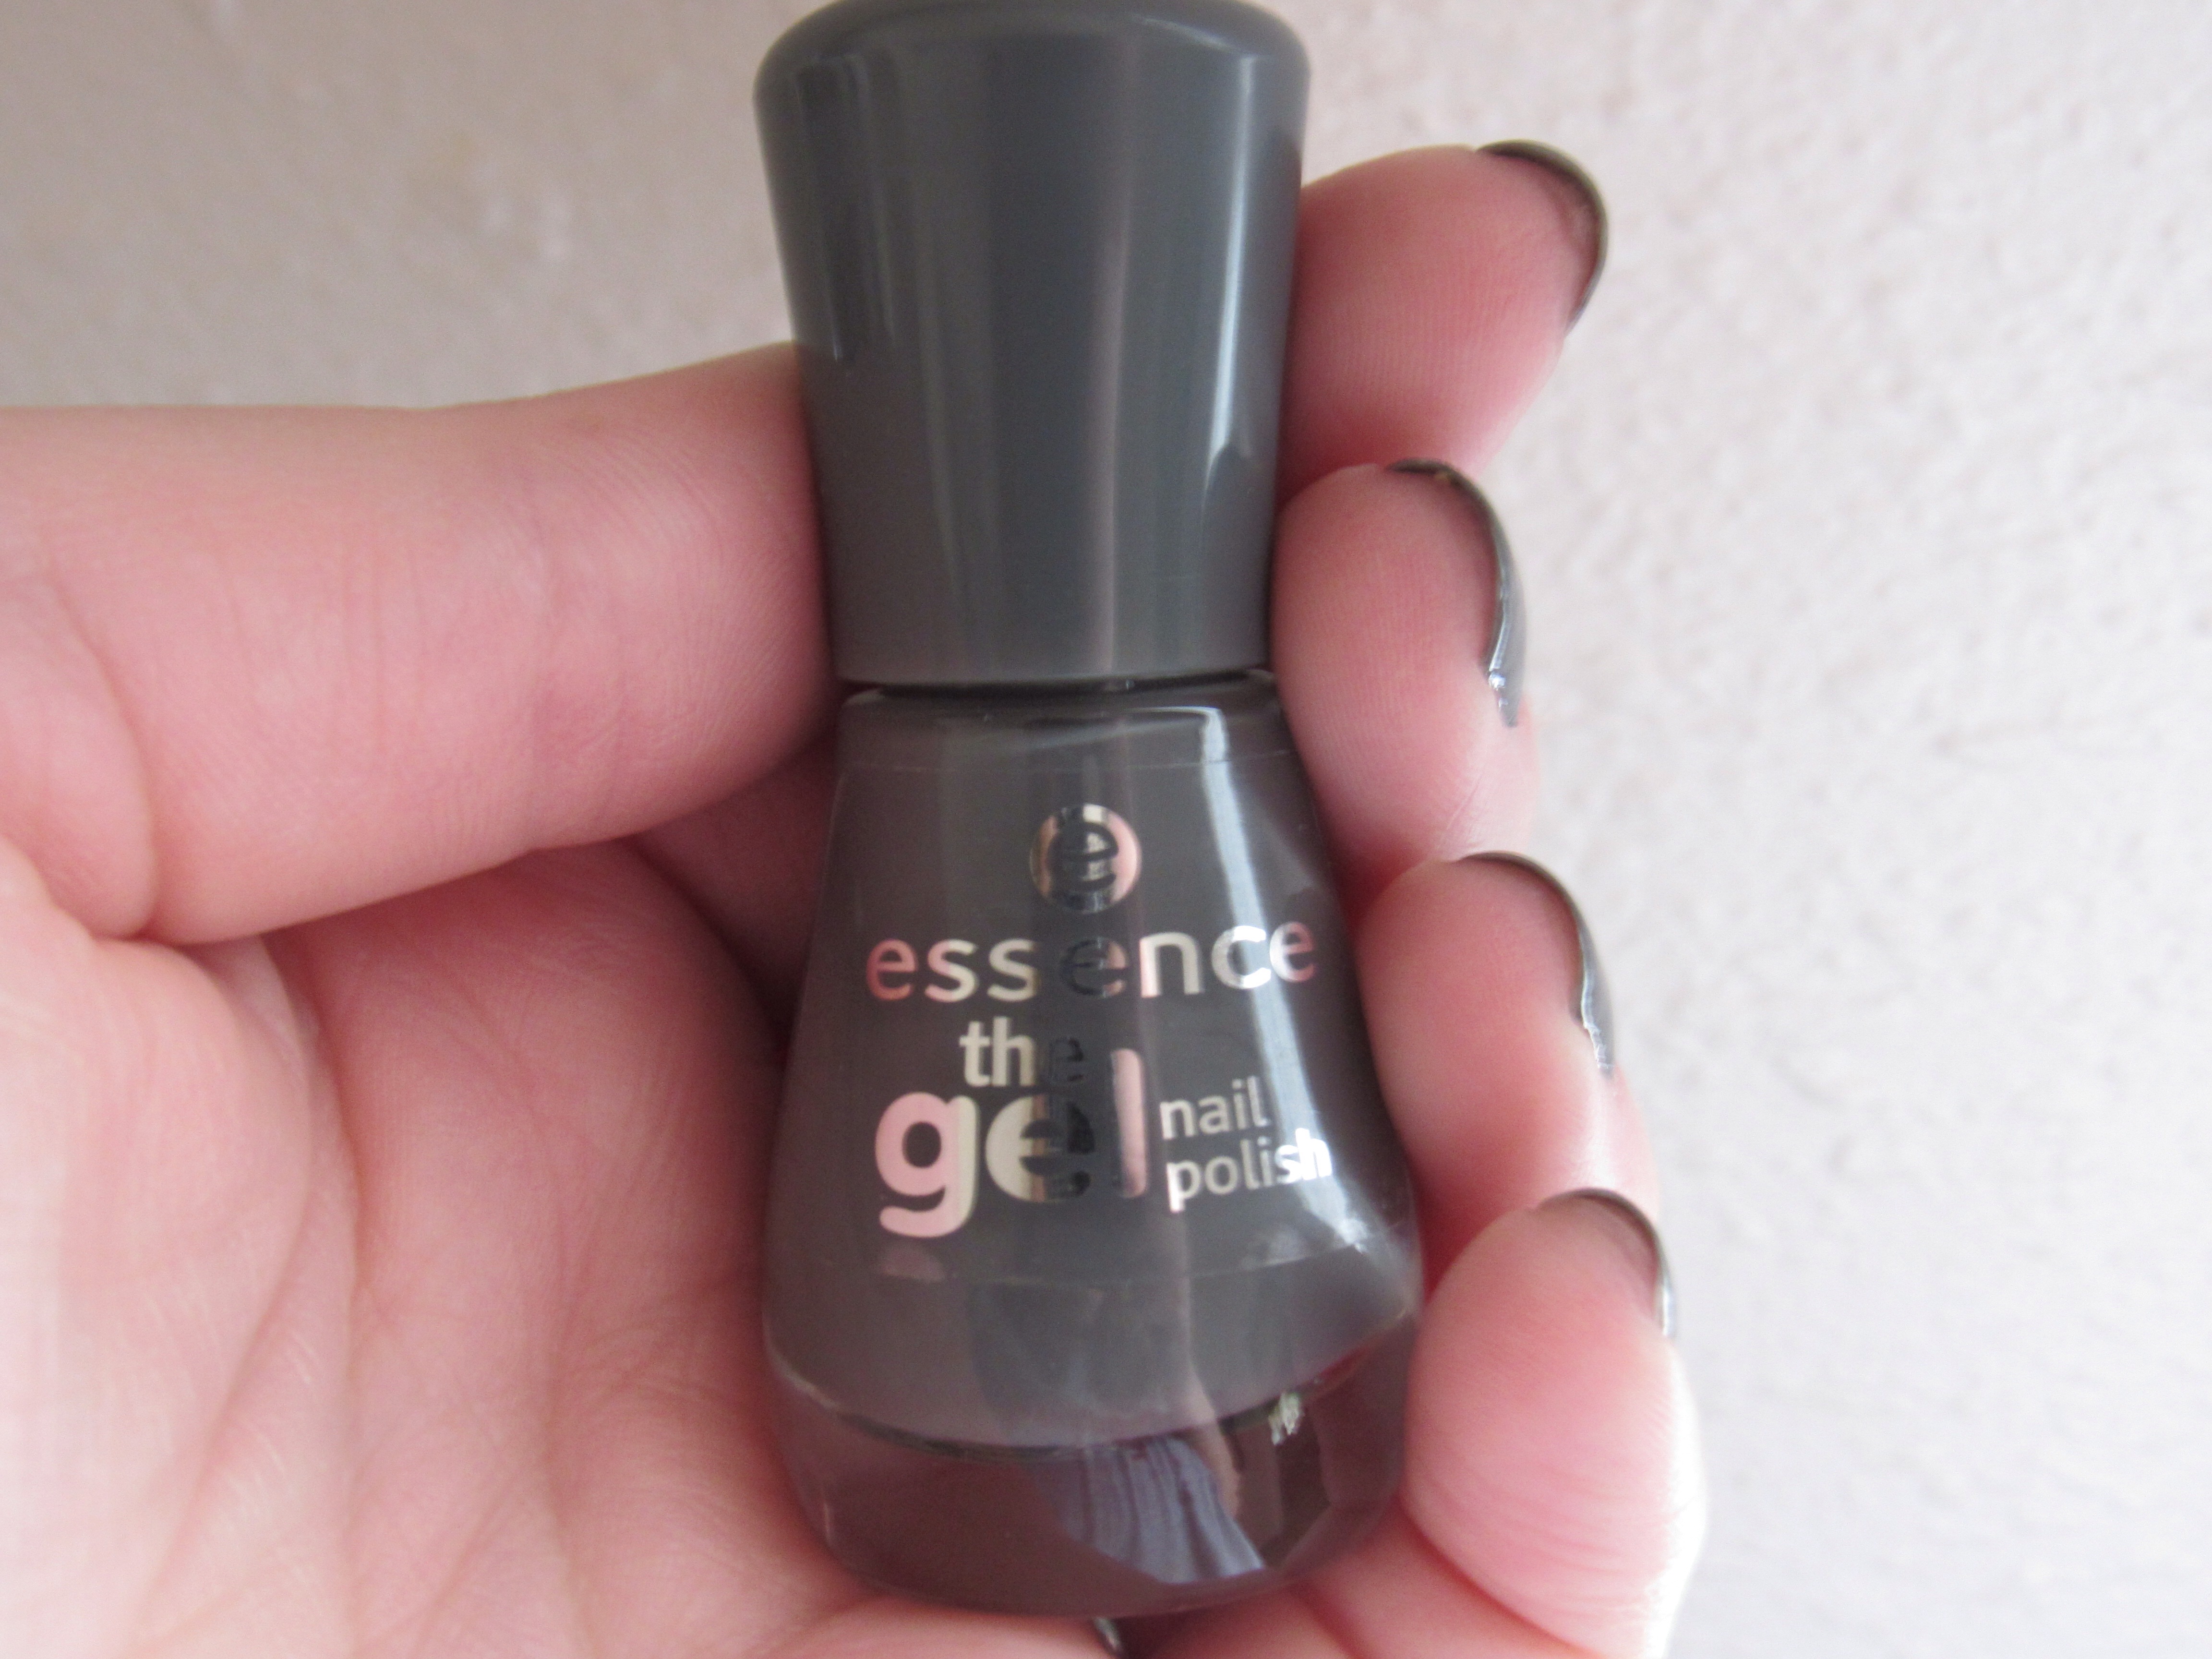 e
essence
the
gel nail
polish